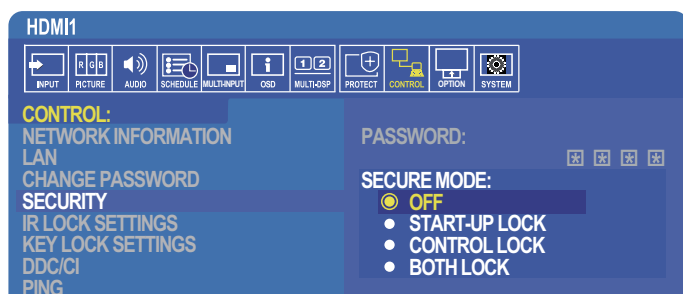 HDMI1
INPUT
RGB
PICTURE
AUDIO
SCHEDULE
MULTI-INPUT
i
OSD
1 2
MULTI-DSP
PROTECT
CONTROL
OPTION
SYSTEM
CONTROL:
NETWORK INFORMATION
LAN
CHANGE PASSWORD
SECURITY
IR LOCK SETTINGS
KEY LOCK SETTINGS
DDC/CI
PING
PASSWORD:
* * * *
SECURE MODE:
OFF
START-UP LOCK
CONTROL LOCK
BOTH LOCK